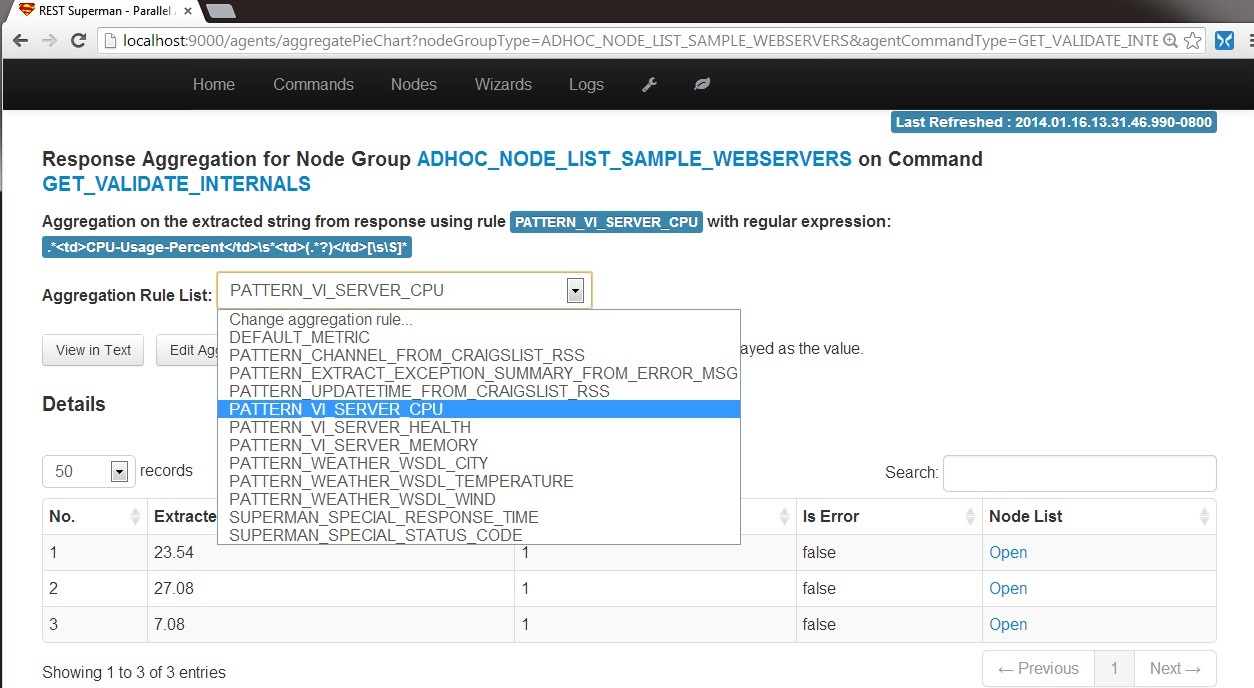 REST Superman - Parallel
localhost:9000/agents/aggregatePieChart?nodeGroupType=ADHOC_NODE_LIST_SAMPLE_WEBSERVERS&agentCommandType=GET_VALIDATE_INTE
Home Commands Nodes Wizards Logs
Last Refreshed : 2014.01.16.13.31.46.990-0800
Response Aggregation for Node Group ADHOC_NODE_LIST_SAMPLE_WEBSERVERS on Command
GET_VALIDATE_INTERNALS
Aggregation on the extracted string from response using rule PATTERN_VI_SERVER_CPU with regular expression:
.*<td>CPU-Usage-Percent</td>\s*<td>(.*?)</td>[\s\S]*
Aggregation Rule List: PATTERN_VI_SERVER_CPU
Change aggregation rule...
DEFAULT_METRIC
View in Text Edit Agg ayed as the value.
PATTERN_CHANNEL_FROM_CRAIGSLIST_RSS
PATTERN_EXTRACT_EXCEPTION_SUMMARY_FROM_ERROR_MSG
PATTERN_UPDATETIME_FROM_CRAIGSLIST_RSS
Details
PATTERN_VI_SERVER_CPU
PATTERN_VI_SERVER_HEALTH
PATTERN_VI_SERVER_MEMORY
PATTERN_WEATHER_WSDL_CITY
50 records Search:
PATTERN_WEATHER_WSDL_TEMPERATURE
PATTERN_WEATHER_WSDL_WIND
SUPERMAN_SPECIAL_RESPONSE_TIME
SUPERMAN_SPECIAL_STATUS_CODE
No. Extracte Is Error Node List
1 23.54 1 false Open
2 27.08 1 false Open
3 7.08 1 false Open
Showing 1 to 3 of 3 entries
← Previous 1 Next →